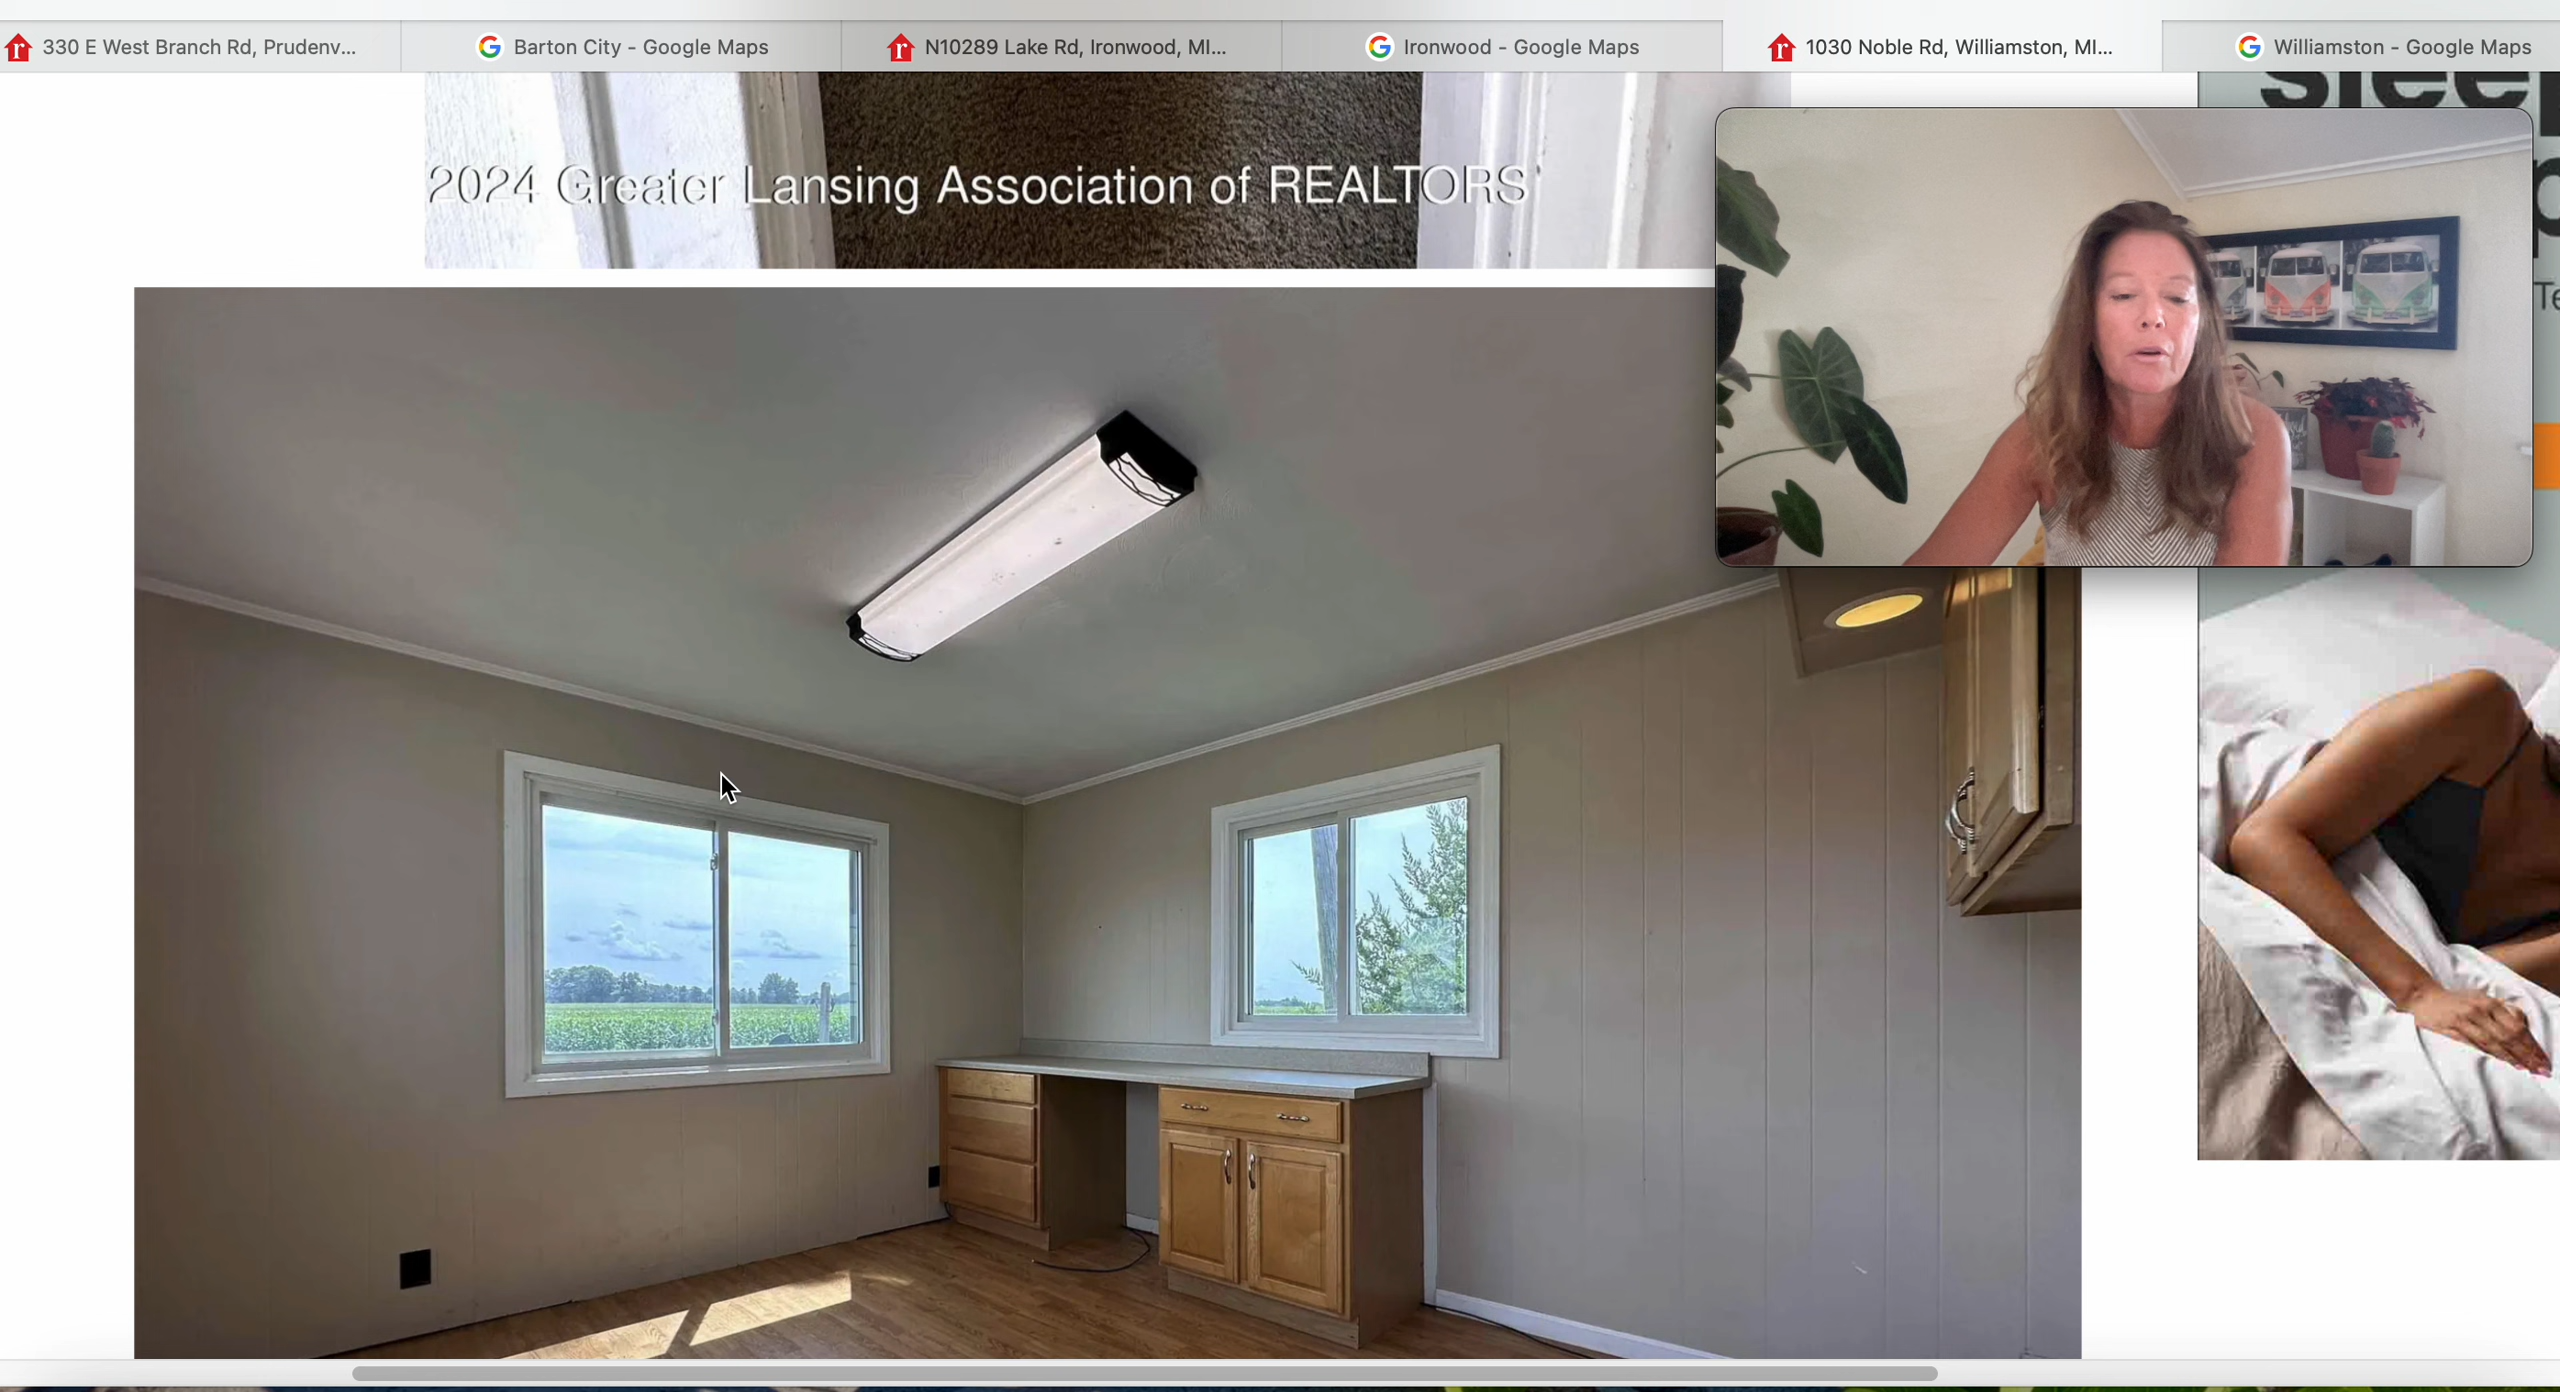 330 E West Branch Rd, Prudenv...
Barton City - Google Maps
N10289 Lake Rd, Ironwood, MI...
Ironwood - Google Maps
1030 Noble Rd, Williamston, MI...
Williamston - Google Maps
2024 Greater Lansing Association of REALTORS